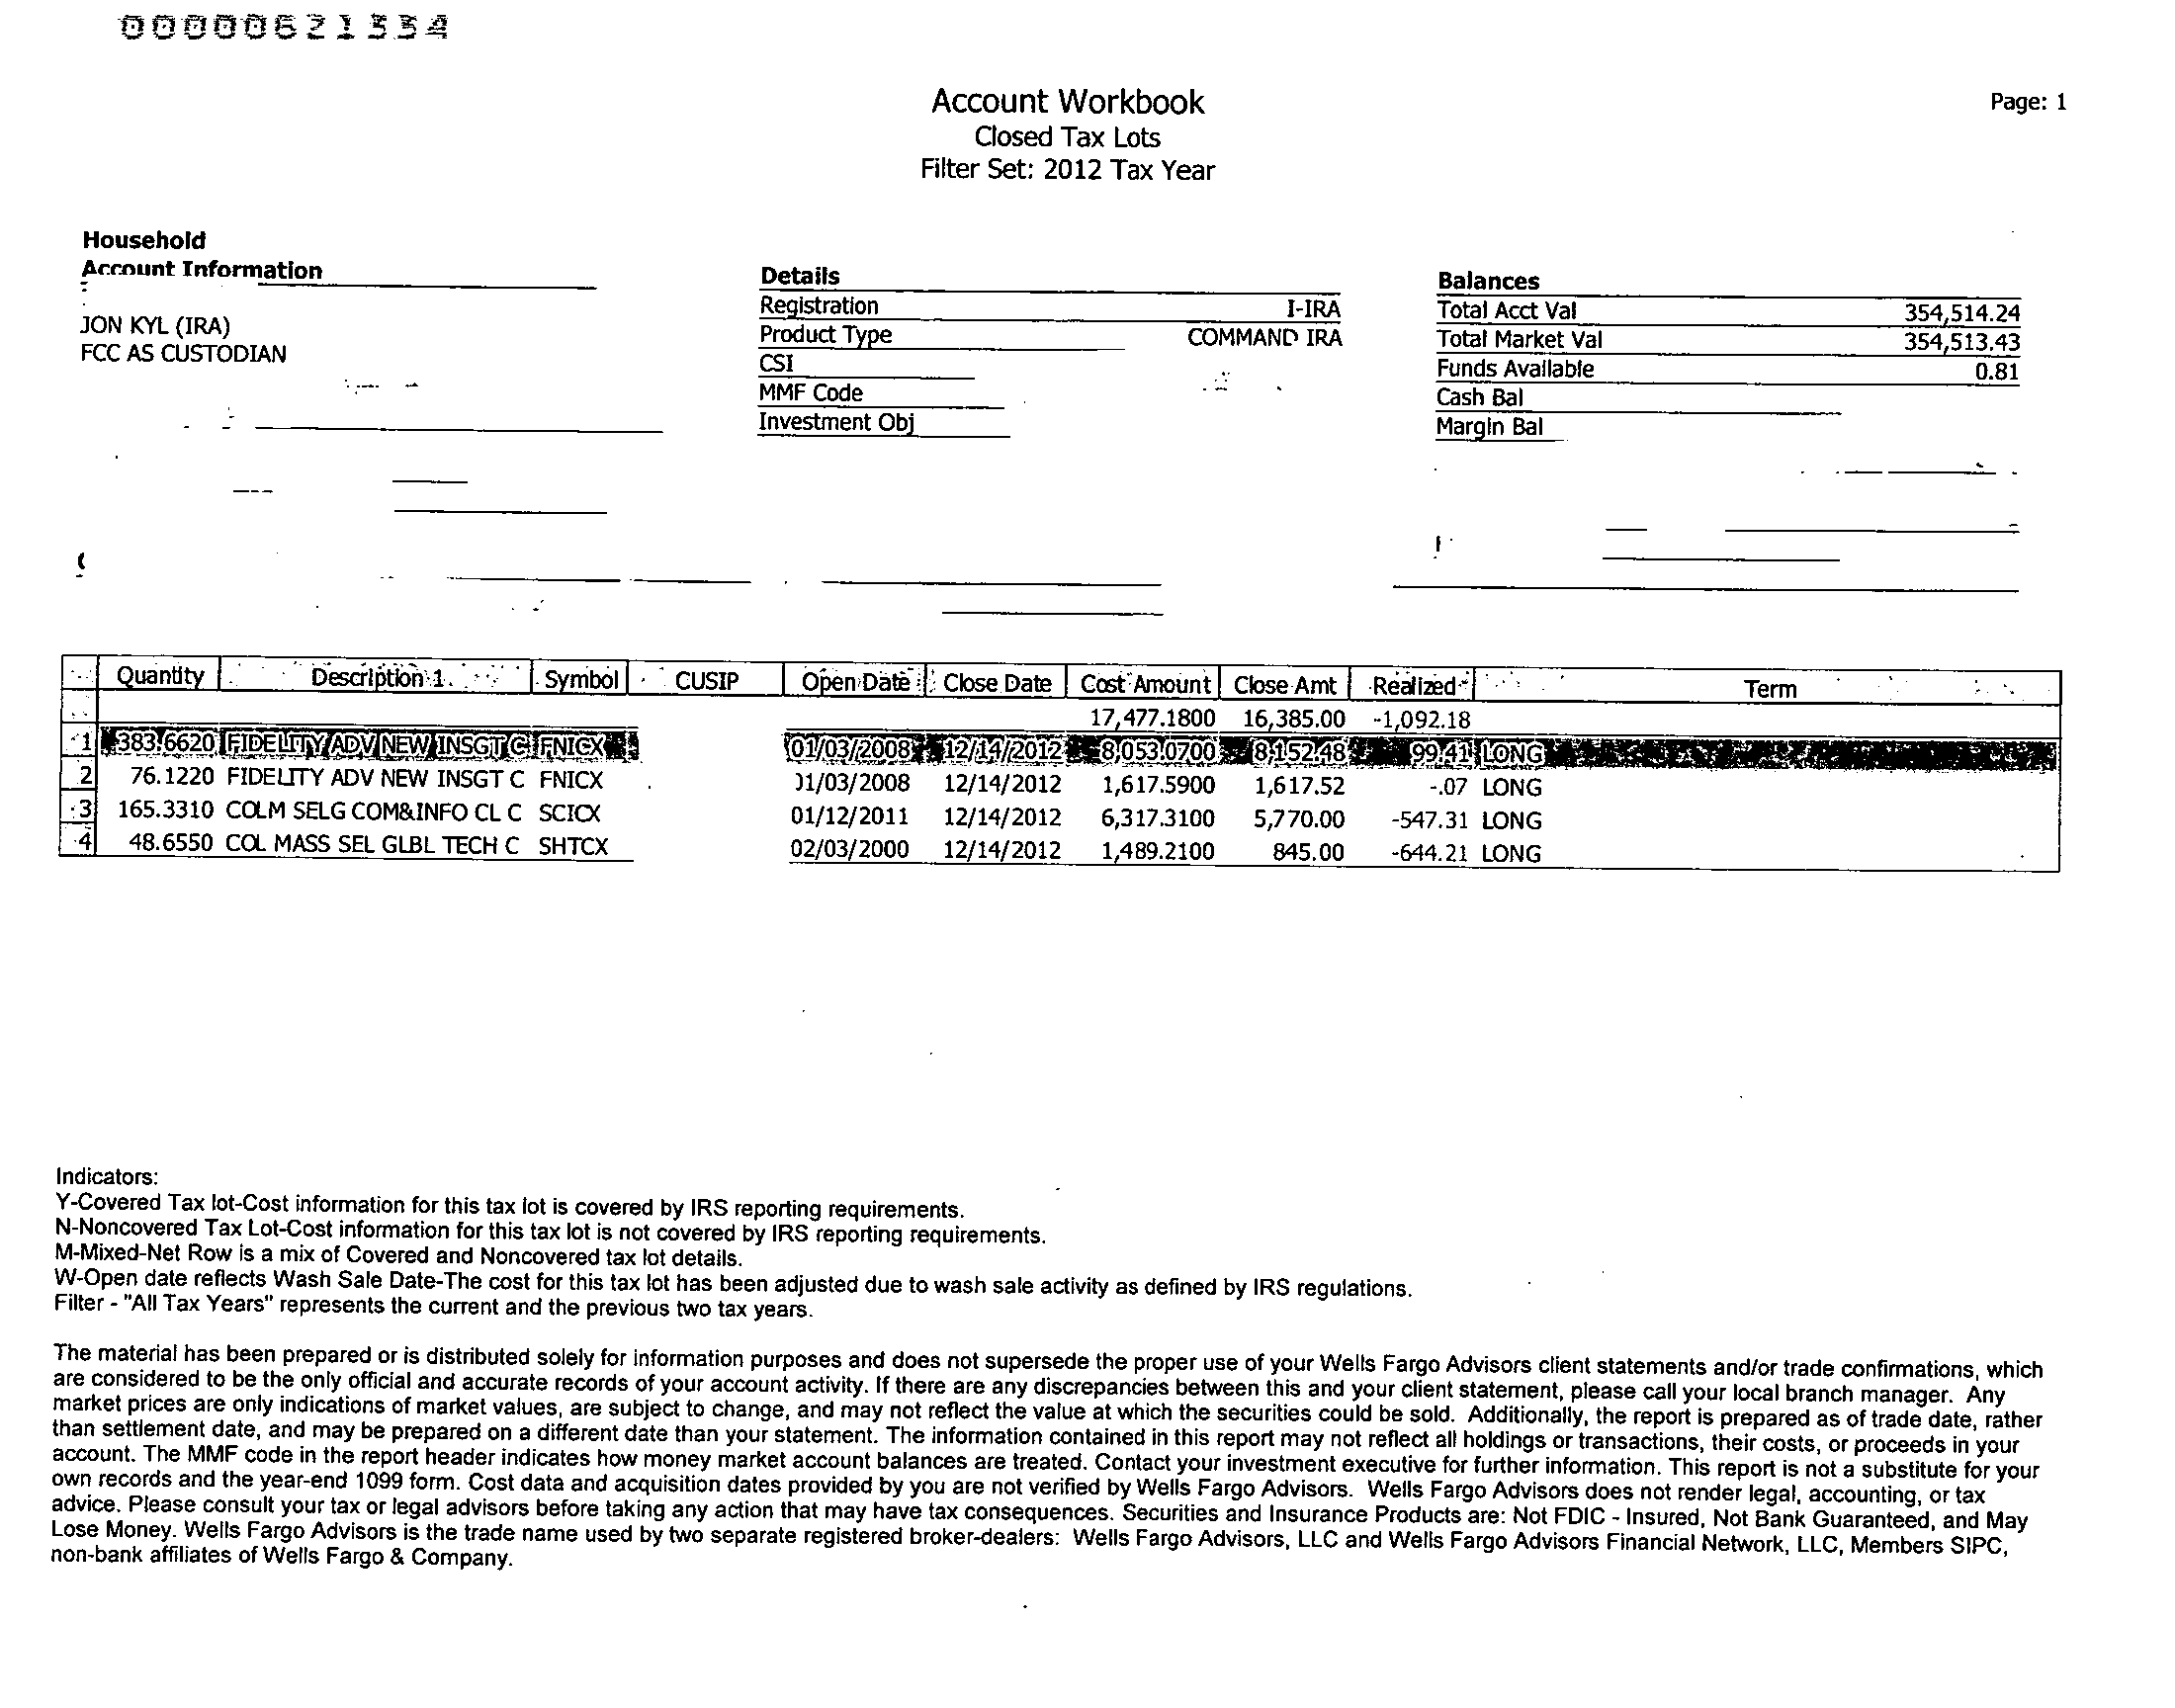 00000621334
Account Workbook
Page: 1
Closed Tax Lots
Filter Set: 2012 Tax Year
Household
Account Information
JON KYL (IRA)
FCC AS CUSTODIAN
Details
Registration I-IRA
Product Type COMMAND IRA
CSI
MMF Code
Investment Obj
Balances
Total Acct Val 354,514.24
Total Market Val 354,513.43
Funds Available 0.81
Cash Bal
Margin Bal
Quantity Description 1 Symbol CUSIP Open Date Close Date Cost Amount Close Amt Realized Term
17,477.1800 16,385.00 -1,092.18
1 383.6620 FIDELITY ADV NEW INSGT C FNICX 01/03/2008 12/14/2012 8,053.0700 8,152.48 99.41 LONG
2 76.1220 FIDELITY ADV NEW INSGT C FNICX 01/03/2008 12/14/2012 1,617.5900 1,617.52 -.07 LONG
3 165.3310 COLM SELG COM&INFO CL C SCICX 01/12/2011 12/14/2012 6,317.3100 5,770.00 -547.31 LONG
4 48.6550 COL MASS SEL GLBL TECH C SHTCX 02/03/2000 12/14/2012 1,489.2100 845.00 -644.21 LONG
Indicators:
Y-Covered Tax lot-Cost information for this tax lot is covered by IRS reporting requirements.
N-Noncovered Tax Lot-Cost information for this tax lot is not covered by IRS reporting requirements.
M-Mixed-Net Row is a mix of Covered and Noncovered tax lot details.
W-Open date reflects Wash Sale Date-The cost for this tax lot has been adjusted due to wash sale activity as defined by IRS regulations.
Filter - "All Tax Years" represents the current and the previous two tax years.
The material has been prepared or is distributed solely for information purposes and does not supersede the proper use of your Wells Fargo Advisors client statements and/or trade confirmations, which
are considered to be the only official and accurate records of your account activity. If there are any discrepancies between this and your client statement, please call your local branch manager. Any
market prices are only indications of market values, are subject to change, and may not reflect the value at which the securities could be sold. Additionally, the report is prepared as of trade date, rather
than settlement date, and may be prepared on a different date than your statement. The information contained in this report may not reflect all holdings or transactions, their costs, or proceeds in your
account. The MMF code in the report header indicates how money market account balances are treated. Contact your investment executive for further information. This report is not a substitute for your
own records and the year-end 1099 form. Cost data and acquisition dates provided by you are not verified by Wells Fargo Advisors. Wells Fargo Advisors does not render legal, accounting, or tax
advice. Please consult your tax or legal advisors before taking any action that may have tax consequences. Securities and Insurance Products are: Not FDIC - Insured, Not Bank Guaranteed, and May
Lose Money. Wells Fargo Advisors is the trade name used by two separate registered broker-dealers: Wells Fargo Advisors, LLC and Wells Fargo Advisors Financial Network, LLC, Members SIPC,
non-bank affiliates of Wells Fargo & Company.